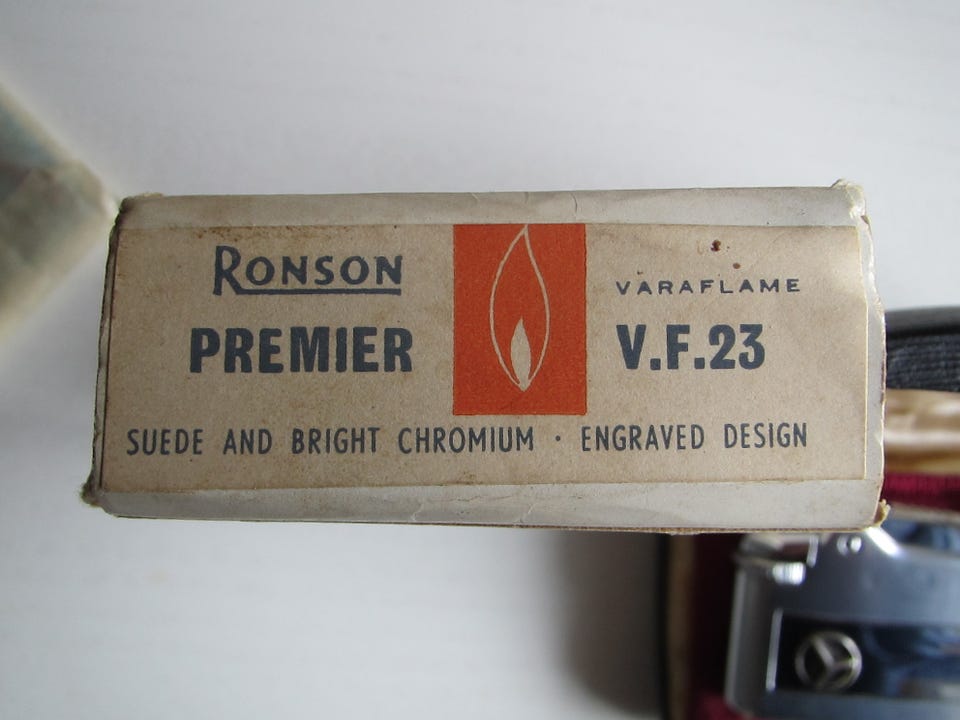 RONSON
PREMIER
VARAFLAME
V.F.23
SUEDE AND BRIGHT CHROMIUM · ENGRAVED DESIGN